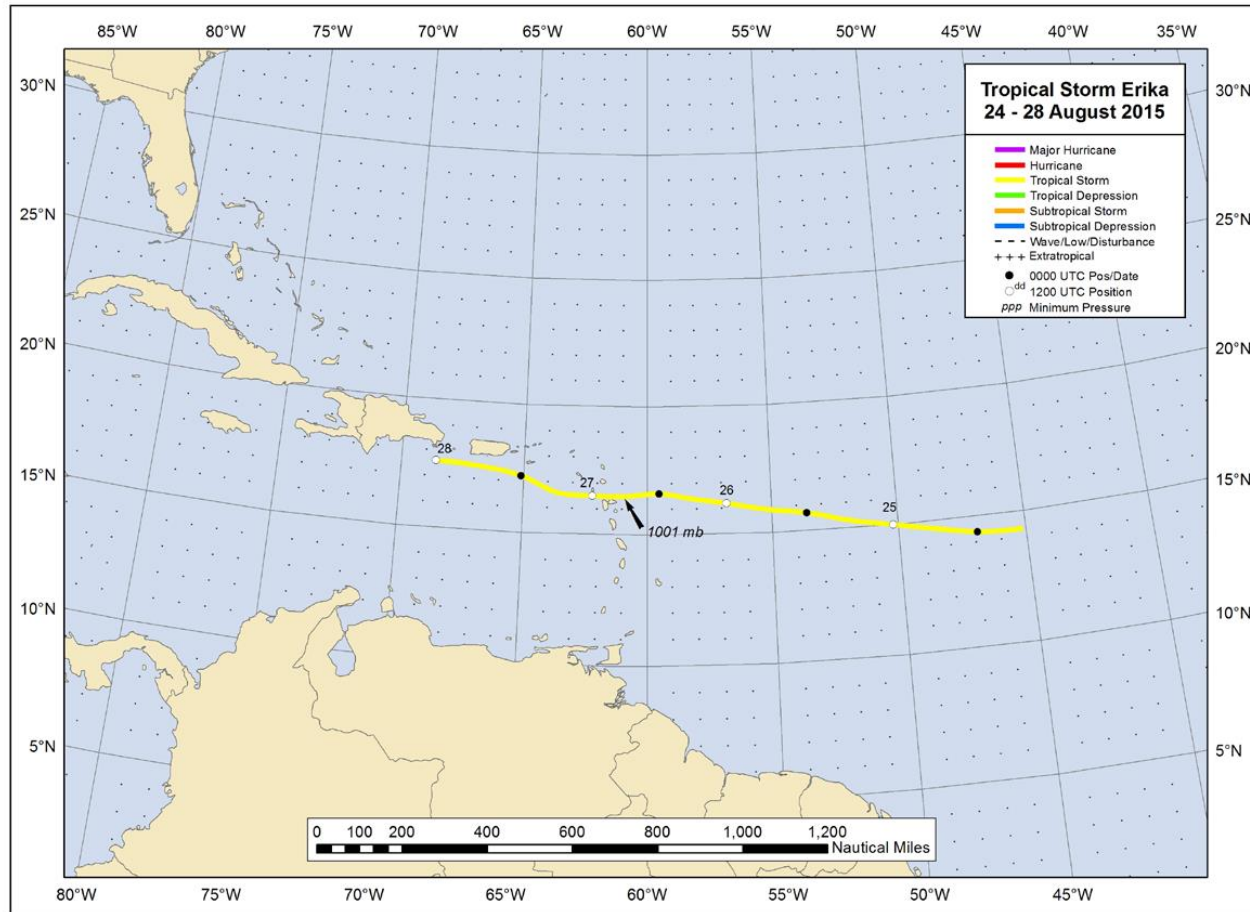 85°W 80°W 75°W 70°W 65°W 60°W 55°W 50°W 45°W 40°W 35°W
Tropical Storm Erika
24 - 28 August 2015
Major Hurricane
Hurricane
Tropical Storm
Tropical Depression
Subtropical Storm
Subtropical Depression
Wave/Low/Disturbance
Extratropical
0000 UTC Pos/Date
dd 1200 UTC Position
ppp Minimum Pressure
30°N 30°N
25°N 25°N
20°N 20°N
15°N 15°N
10°N 10°N
5°N 5°N
28
27
26
25
1001 mb
0 100 200 400 600 800 1,000 1,200
Nautical Miles
80°W 75°W 70°W 65°W 60°W 55°W 50°W 45°W